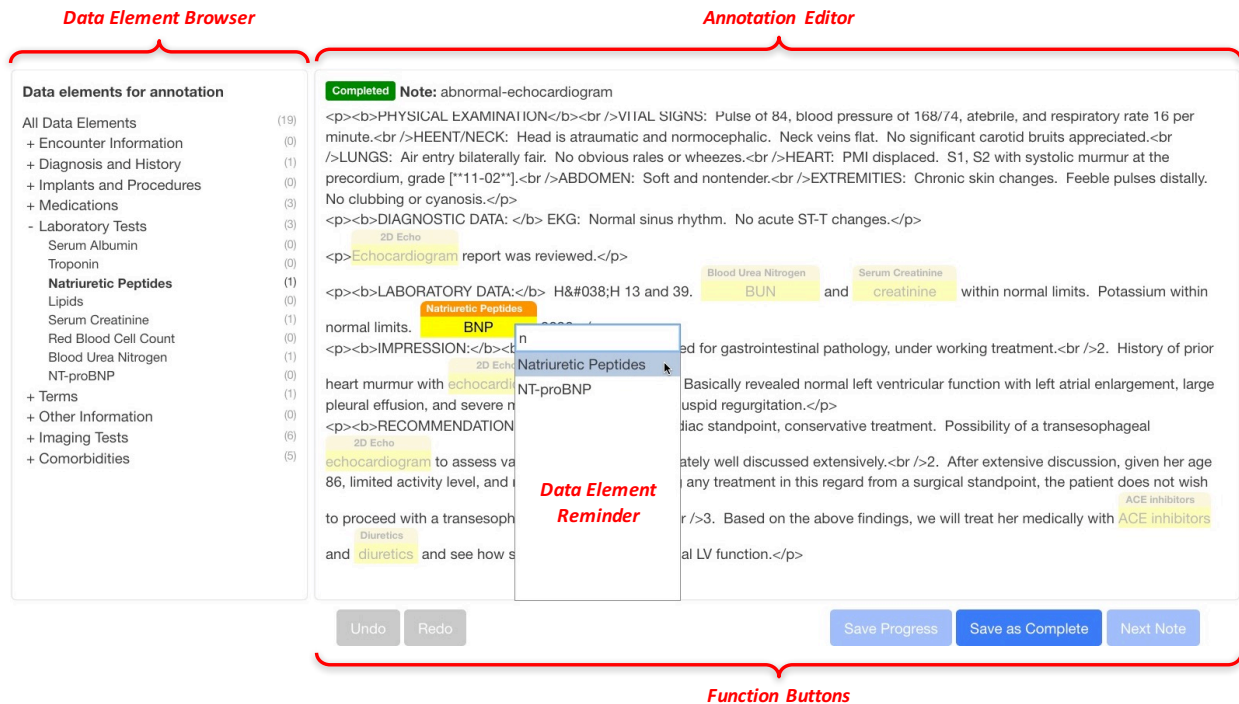 Data Element Browser
Annotation Editor
Data elements for annotation
All Data Elements (19)
+ Encounter Information (0)
+ Diagnosis and History (1)
+ Implants and Procedures (0)
+ Medications (3)
- Laboratory Tests (3)
Serum Albumin (0)
Troponin (0)
Natriuretic Peptides (1)
Lipids (0)
Serum Creatinine (1)
Red Blood Cell Count (0)
Blood Urea Nitrogen (1)
NT-proBNP (0)
+ Terms (1)
+ Other Information (0)
+ Imaging Tests (6)
+ Comorbidities (5)
Completed Note: abnormal-echocardiogram
<p><b>PHYSICAL EXAMINATION</b><br />VITAL SIGNS: Pulse of 84, blood pressure of 168/74, afebrile, and respiratory rate 16 per
minute.<br />HEENT/NECK: Head is atraumatic and normocephalic. Neck veins flat. No significant carotid bruits appreciated.<br
/>LUNGS: Air entry bilaterally fair. No obvious rales or wheezes.<br />HEART: PMI displaced. S1, S2 with systolic murmur at the
precordium, grade [**11-02**].<br />ABDOMEN: Soft and nontender.<br />EXTREMITIES: Chronic skin changes. Feeble pulses distally.
No clubbing or cyanosis.</p>
<p><b>DIAGNOSTIC DATA: </b> EKG: Normal sinus rhythm. No acute ST-T changes.</p>
2D Echo
<p>Echocardiogram report was reviewed.</p>
Blood Urea Nitrogen Serum Creatinine
<p><b>LABORATORY DATA:</b> H&#038;H 13 and 39. BUN and creatinine within normal limits. Potassium within
Natriuretic Peptides
normal limits. BNP
n
<p><b>IMPRESSION:</b><b ed for gastrointestinal pathology, under working treatment.<br />2. History of prior
2D Echo Natriuretic Peptides
heart murmur with echocardi Basically revealed normal left ventricular function with left atrial enlargement, large
NT-proBNP
pleural effusion, and severe m uspid regurgitation.</p>
<p><b>RECOMMENDATION diac standpoint, conservative treatment. Possibility of a transesophageal
2D Echo
echocardiogram to assess va ately well discussed extensively.<br />2. After extensive discussion, given her age
86, limited activity level, and any treatment in this regard from a surgical standpoint, the patient does not wish
Data Element
Reminder
ACE inhibitors
to proceed with a transesoph r />3. Based on the above findings, we will treat her medically with ACE inhibitors
Diuretics
and diuretics and see how s al LV function.</p>
Undo Redo Save Progress Save as Complete Next Note
Function Buttons